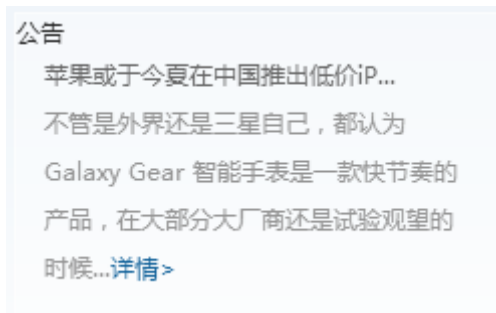 公告
苹果或于今夏在中国推出低价iP...
不管是外界还是三星自己，都认为
Galaxy Gear 智能手表是一款快节奏的
产品，在大部分大厂商还是试验观望的
时候...详情>